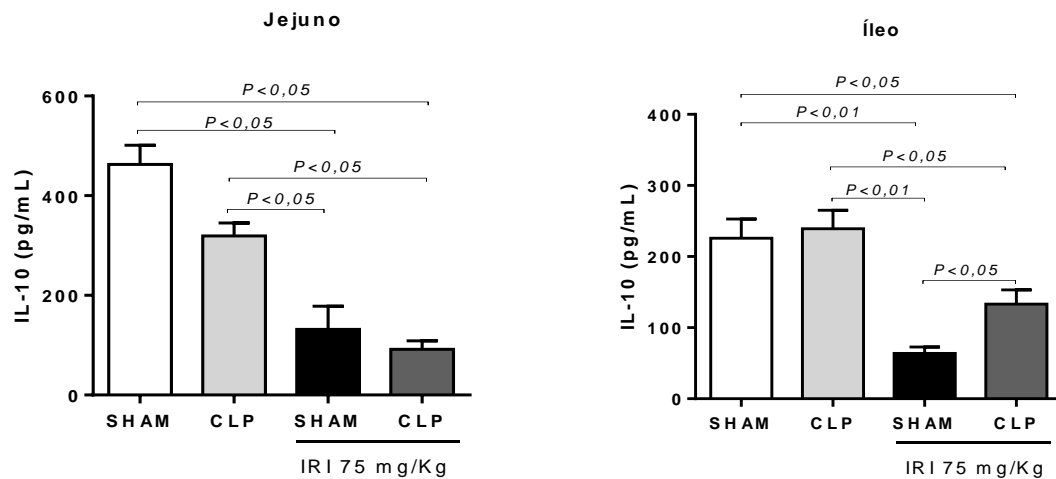 Jejuno
IL-10 (pg/mL)
600
400
200
0
P<0,05
P<0,05
P<0,05
P<0,05
SHAM CLP SHAM CLP
IRI 75 mg/Kg
Íleo
IL-10 (pg/mL)
400
300
200
100
0
P<0,05
P<0,01
P<0,05
P<0,01
P<0,05
SHAM CLP SHAM CLP
IRI 75 mg/Kg